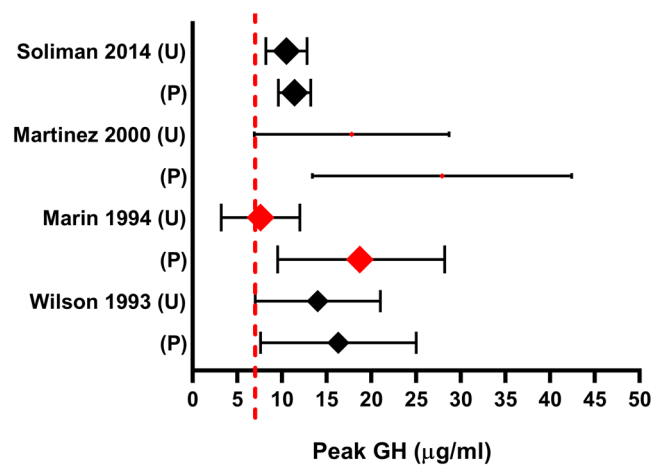 Soliman 2014 (U)
(P)
Martinez 2000 (U)
(P)
Marin 1994 (U)
(P)
Wilson 1993 (U)
(P)
0 5 10 15 20 25 30 35 40 45 50
Peak GH (μg/ml)